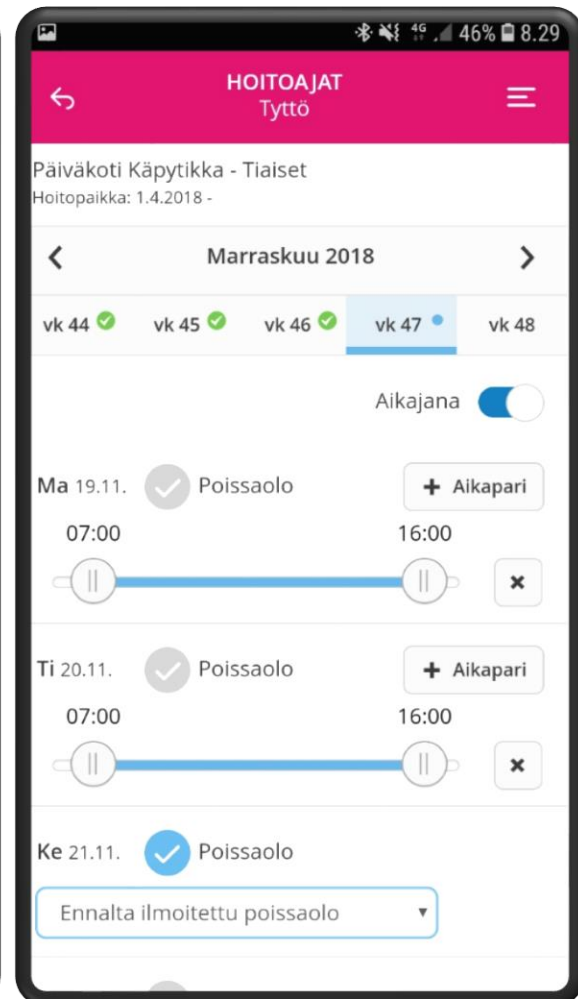 4G 46% 8.29
HOITOAJAT
Tyttö
Päiväkoti Käpytikka - Tiaiset
Hoitopaikka: 1.4.2018 -
Marraskuu 2018
vk 44 vk 45 vk 46 vk 47 vk 48
Aikajana
Ma 19.11. Poissaolo + Aikapari
07:00 16:00
Ti 20.11. Poissaolo + Aikapari
07:00 16:00
Ke 21.11. Poissaolo
Ennalta ilmoitettu poissaolo